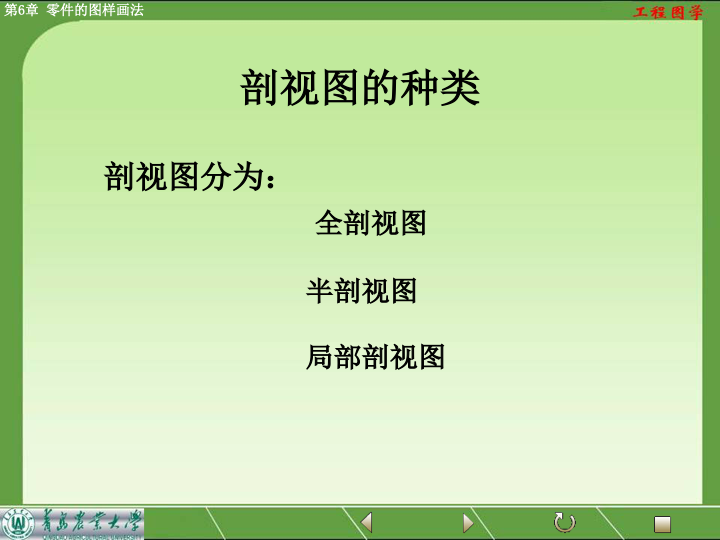 第6章 零件的图样画法
工程图学
剖视图的种类
剖视图分为：
全剖视图
半剖视图
局部剖视图
青岛农业大学